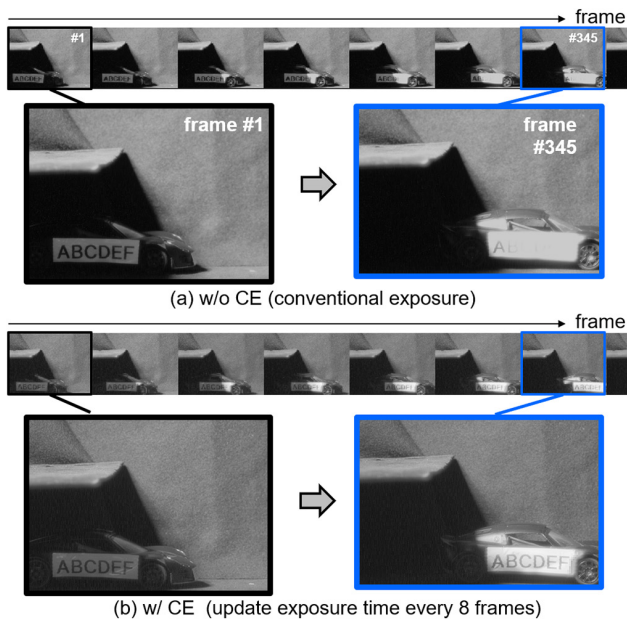 frame
#1
#345
frame #1
frame
#345
ABCDEF
A
(a) w/o CE (conventional exposure)
frame
ABCDEF
ABCDEF
(b) w/ CE (update exposure time every 8 frames)